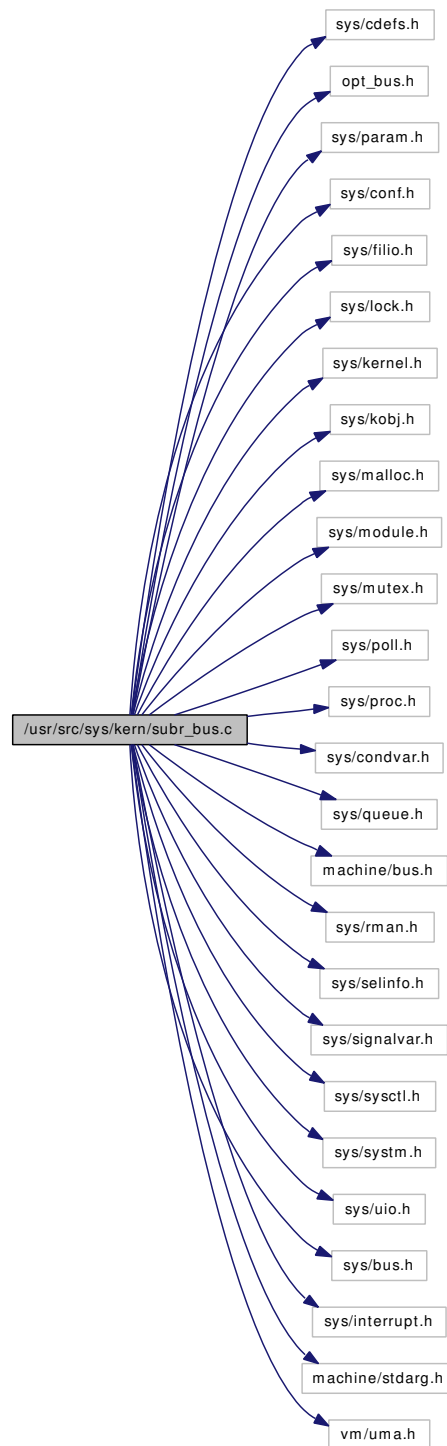 sys/cdefs.h
opt_bus.h
sys/param.h
sys/conf.h
sys/filio.h
sys/lock.h
sys/kernel.h
sys/kobj.h
sys/malloc.h
sys/module.h
sys/mutex.h
sys/poll.h
sys/proc.h
/usr/src/sys/kern/subr_bus.c
sys/condvar.h
sys/queue.h
machine/bus.h
sys/rman.h
sys/selinfo.h
sys/signalvar.h
sys/sysctl.h
sys/systm.h
sys/uio.h
sys/bus.h
sys/interrupt.h
machine/stdarg.h
vm/uma.h